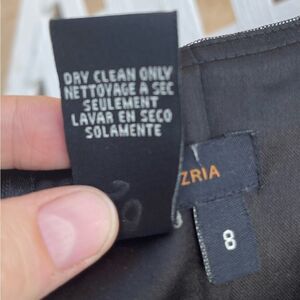 DRY CLEAN ONLY
NETTOYAGE A SEC
SEULEMENT
LAVAR EN SECO
SOLAMENTE
ZRIA
8